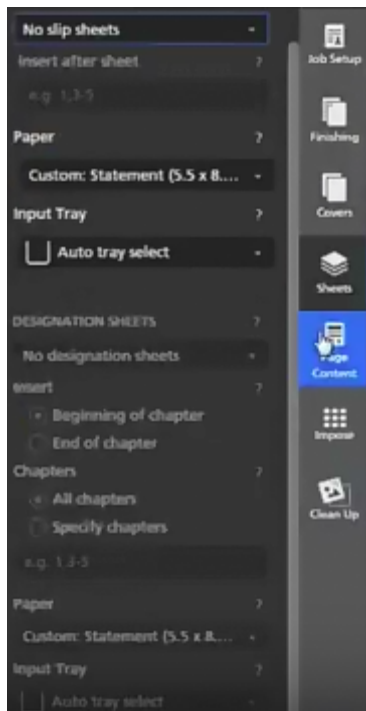 No slip sheets
Insert after sheet ?
e.g. 1,3-5
Paper ?
Custom: Statement (5.5 x 8....
Input Tray ?
Auto tray select
DESIGNATION SHEETS ?
No designation sheets
Insert ?
Beginning of chapter
End of chapter
Chapters ?
All chapters
Specify chapters
e.g. 1,3-5
Paper ?
Custom: Statement (5.5 x 8....
Input Tray ?
Auto tray select
Job Setup
Finishing
Covers
Sheets
Page
Content
Impose
Clean Up